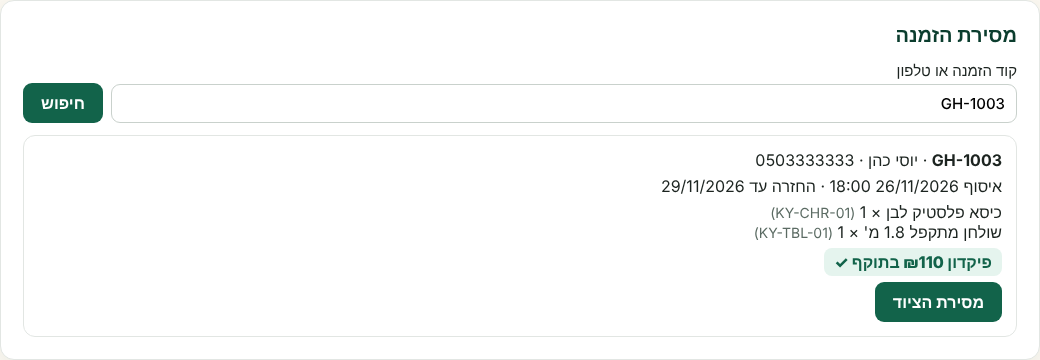 מסירת הזמנה
קוד הזמנה או טלפון
GH-1003
חיפוש
GH-1003 · יוסי כהן · 0503333333
איסוף 26/11/2026 18:00 · החזרה עד 29/11/2026
כיסא פלסטיק לבן × 1 (KY-CHR-01)
שולחן מתקפל 1.8 מ' × 1 (KY-TBL-01)
פיקדון ₪110 בתוקף ✓
מסירת הציוד